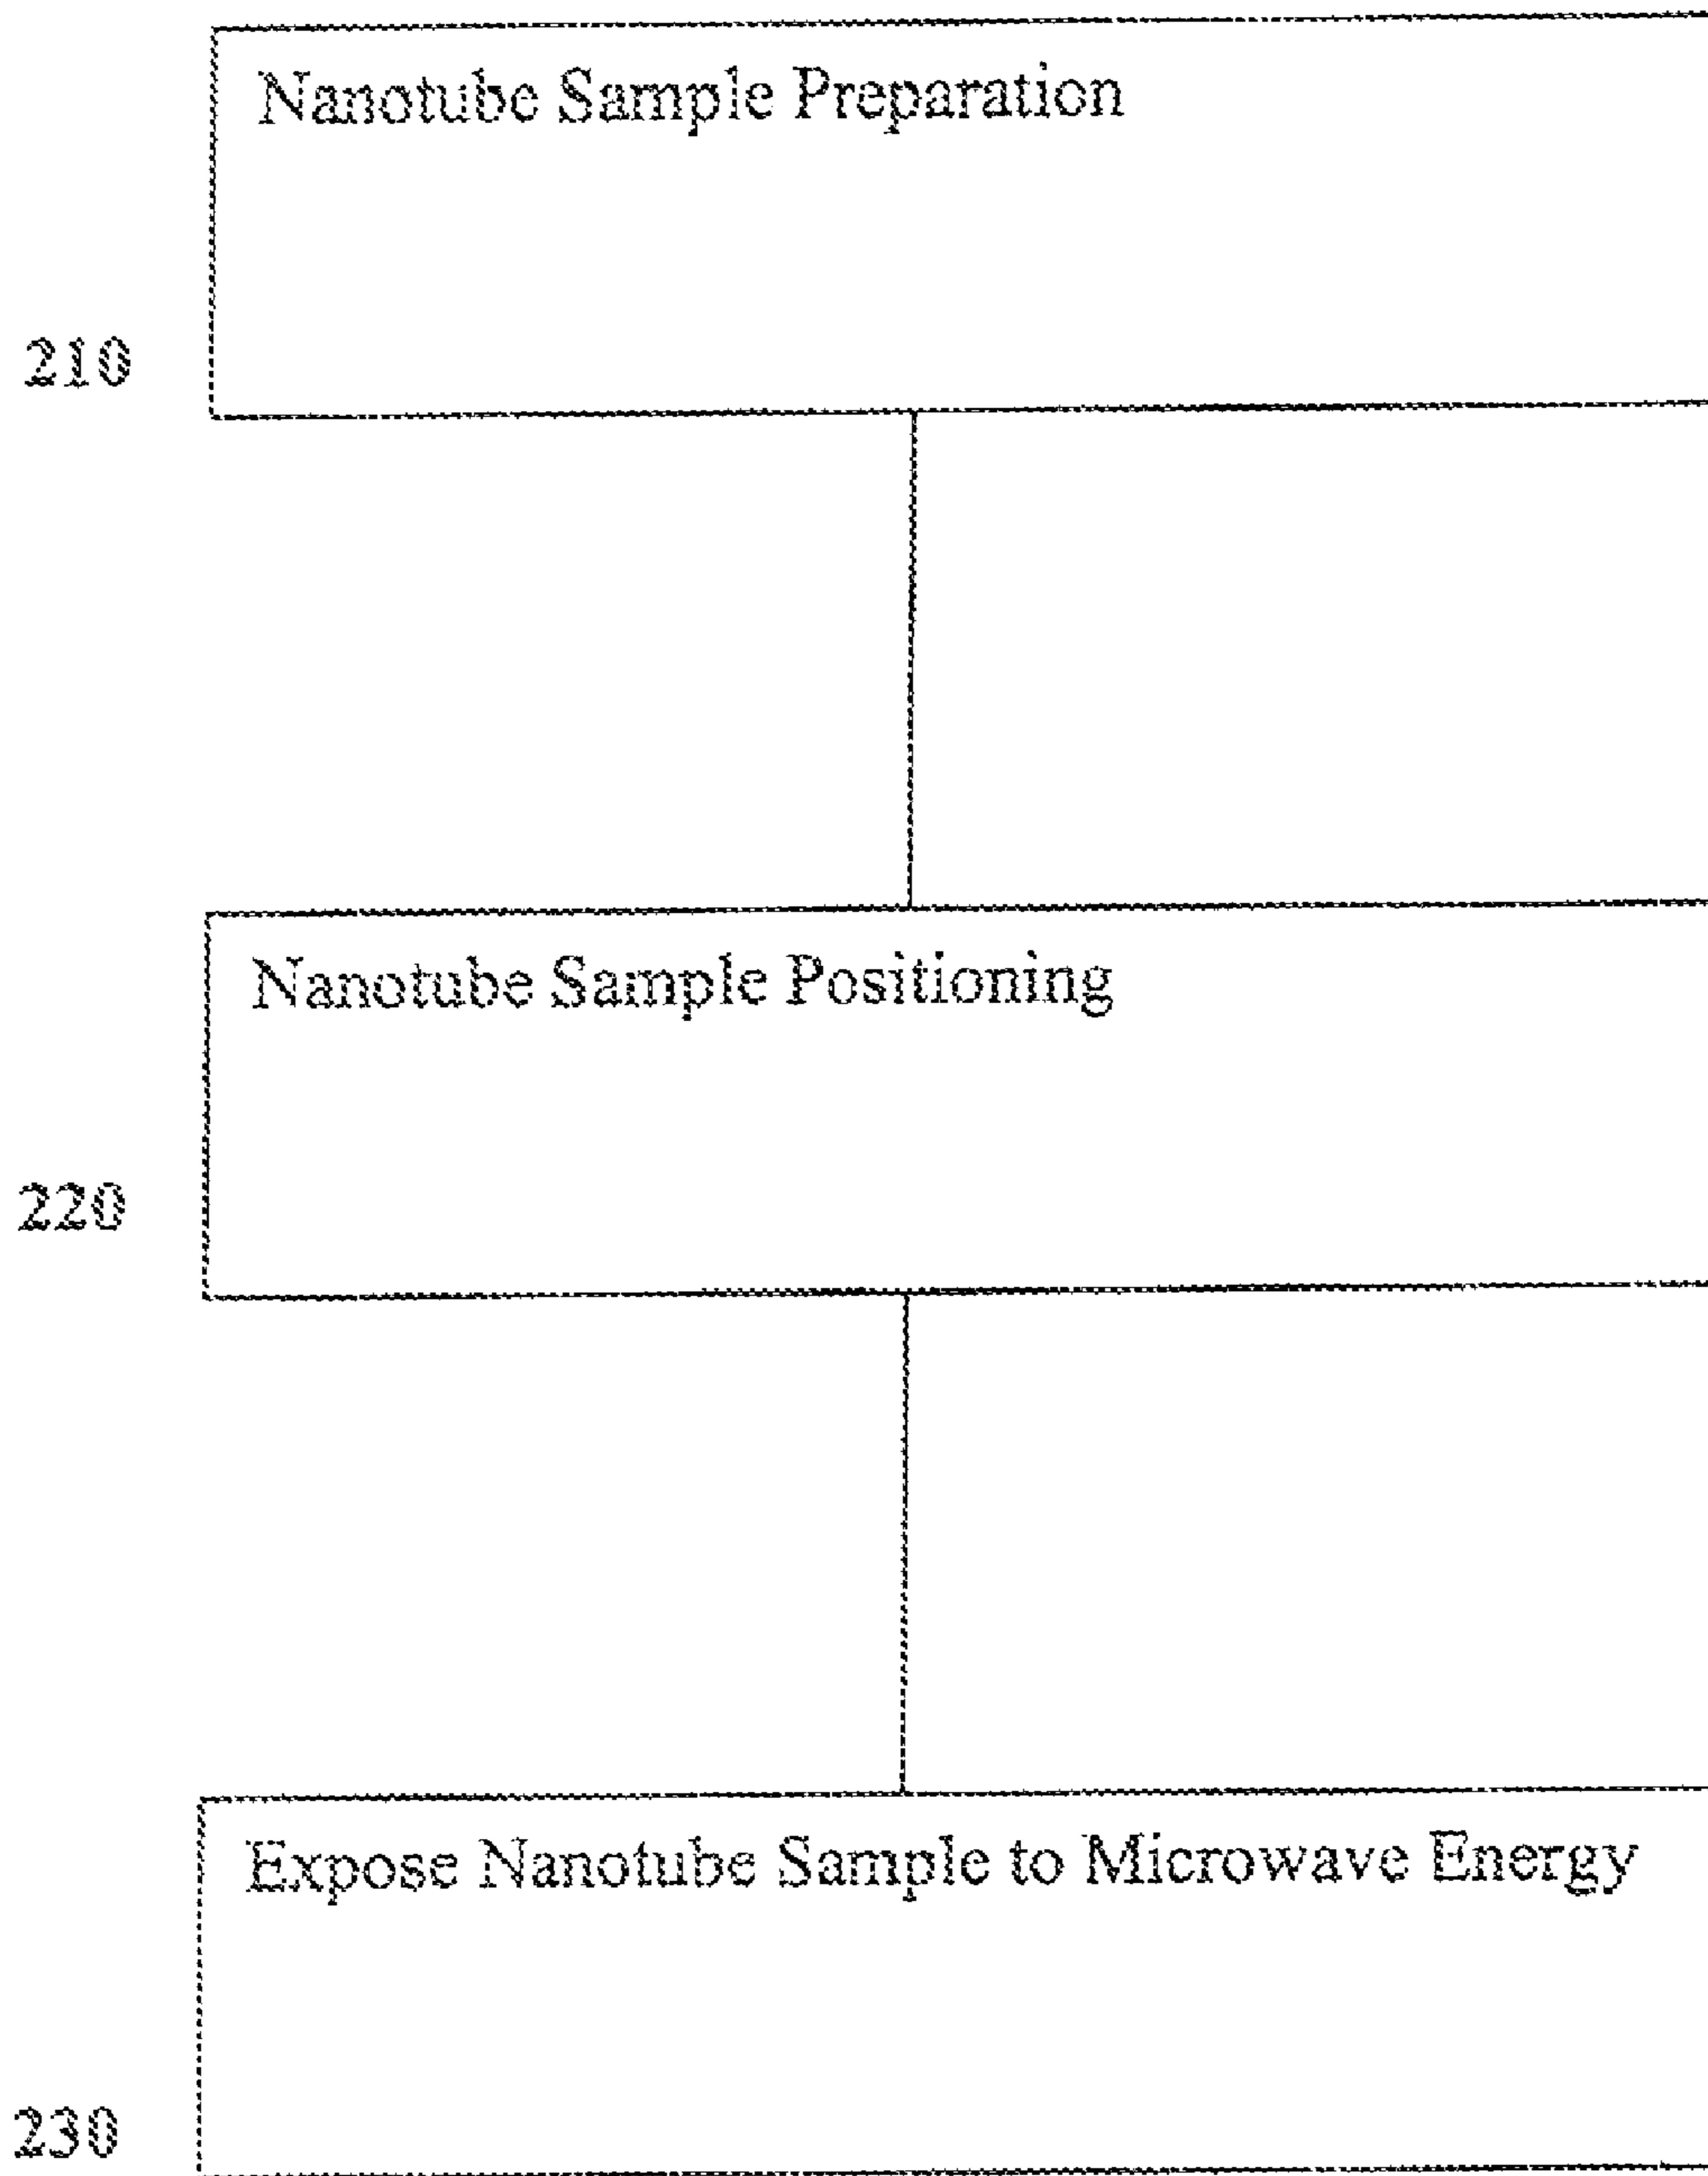 Nanotube Sample Preparation
210
Nanotube Sample Positioning
220
Expose Nanotube Sample to Microwave Energy
230